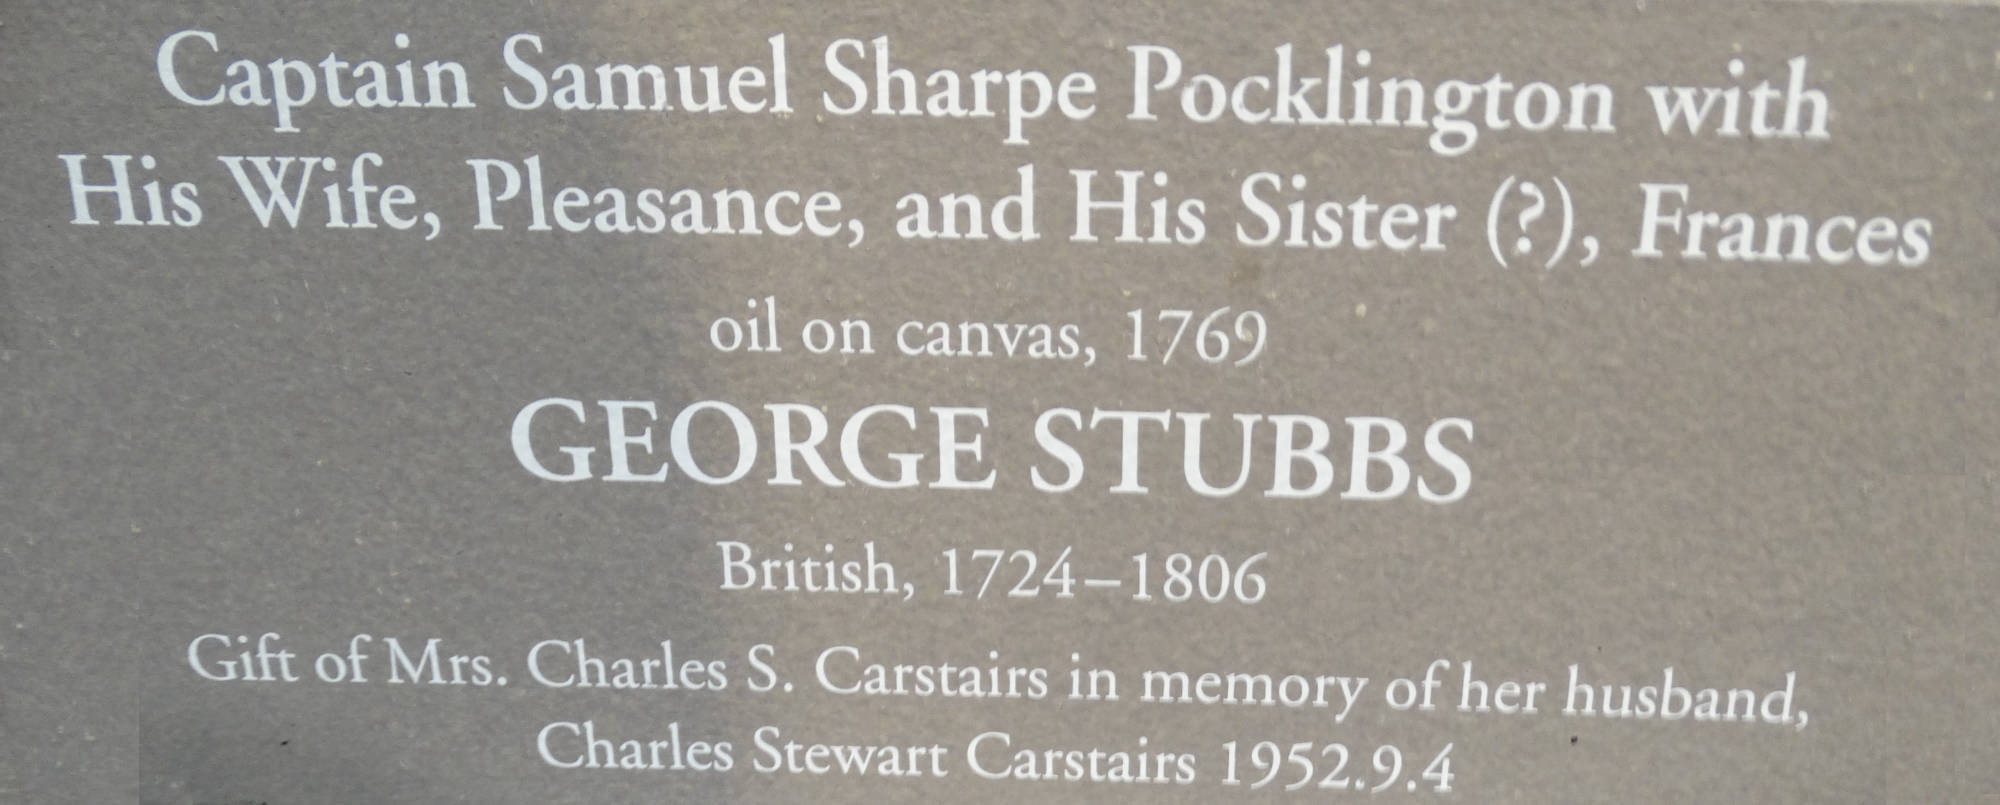 Captain Samuel Sharpe Pocklington with
His Wife, Pleasance, and His Sister (?), Frances
oil on canvas, 1769
GEORGE STUBBS
British, 1724–1806
Gift of Mrs. Charles S. Carstairs in memory of her husband,
Charles Stewart Carstairs 1952.9.4